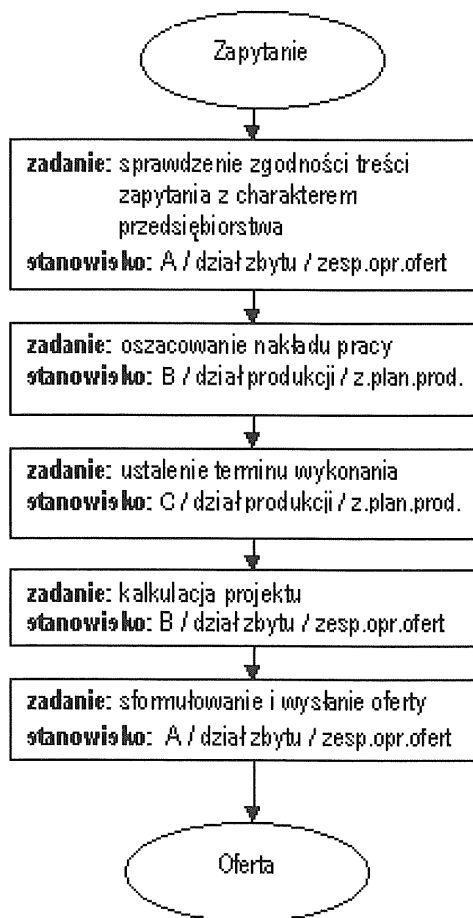 Zapytanie
zadanie: sprawdzenie zgodności treści
zapytania z charakterem
przedsiębiorstwa
stanowisko: A / dział zbytu / zesp.opr.ofert
zadanie: oszacowanie nakładu pracy
stanowisko: B / dział produkcji / z.plan.prod.
zadanie: ustalenie terminu wykonania
stanowisko: C / dział produkcji / z.plan.prod.
zadanie: kalkulacja projektu
stanowisko: B / dział zbytu / zesp.opr.ofert
zadanie: sformułowanie i wysłanie oferty
stanowisko: A / dział zbytu / zesp.opr.ofert
Oferta